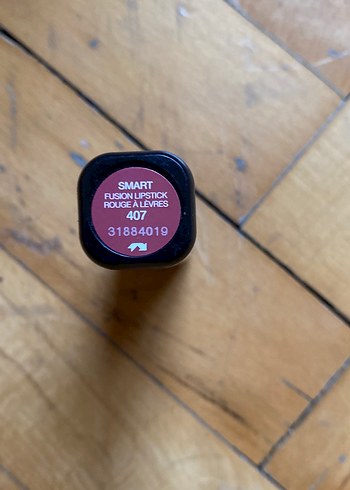 SMART
FUSION LIPSTICK
ROUGE À LÈVRES
407
31884019